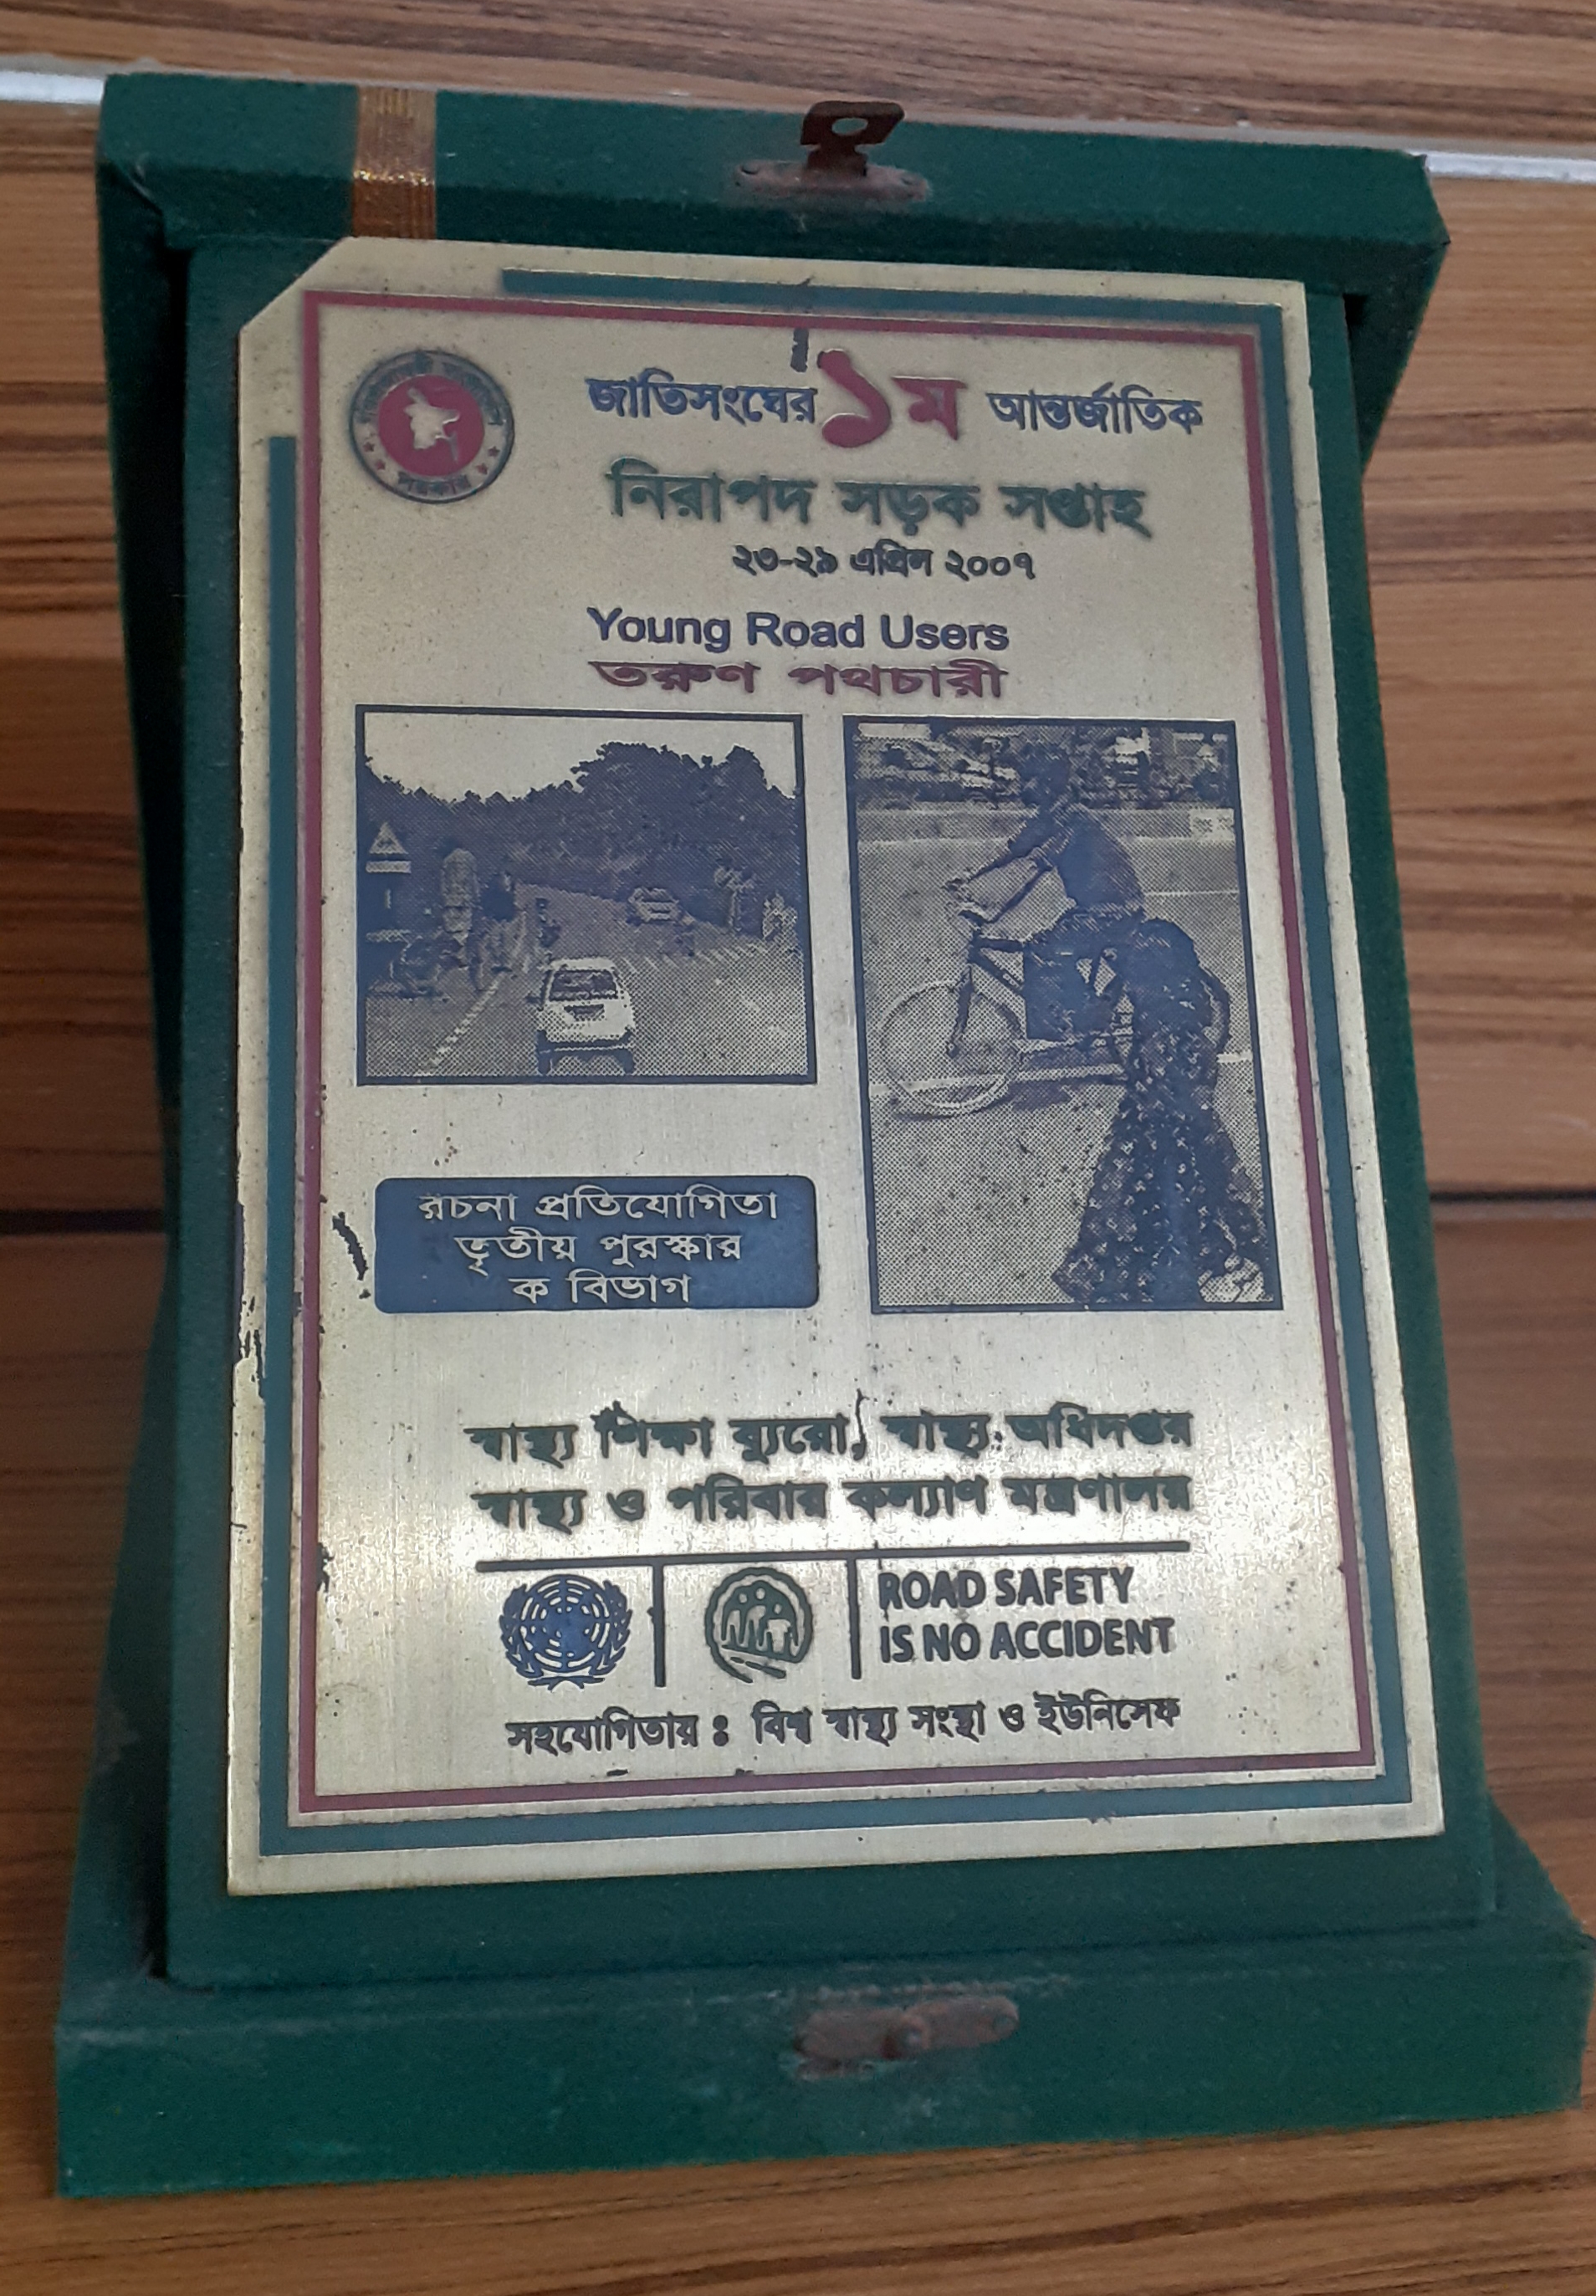 জাতিসংঘের ১ম আন্তর্জাতিক
নিরাপদ সড়ক সপ্তাহ
২৩-২৯ এপ্রিল ২০০৭
Young Road Users
তরুণ পথচারী
রচনা প্রতিযোগিতা
তৃতীয় পুরস্কার
ক বিভাগ
স্বাস্থ্য শিক্ষা ব্যুরো, স্বাস্থ্য অধিদপ্তর
স্বাস্থ্য ও পরিবার কল্যাণ মন্ত্রণালয়
ROAD SAFETY
IS NO ACCIDENT
সহযোগিতায় : বিশ্ব স্বাস্থ্য সংস্থা ও ইউনিসেফ